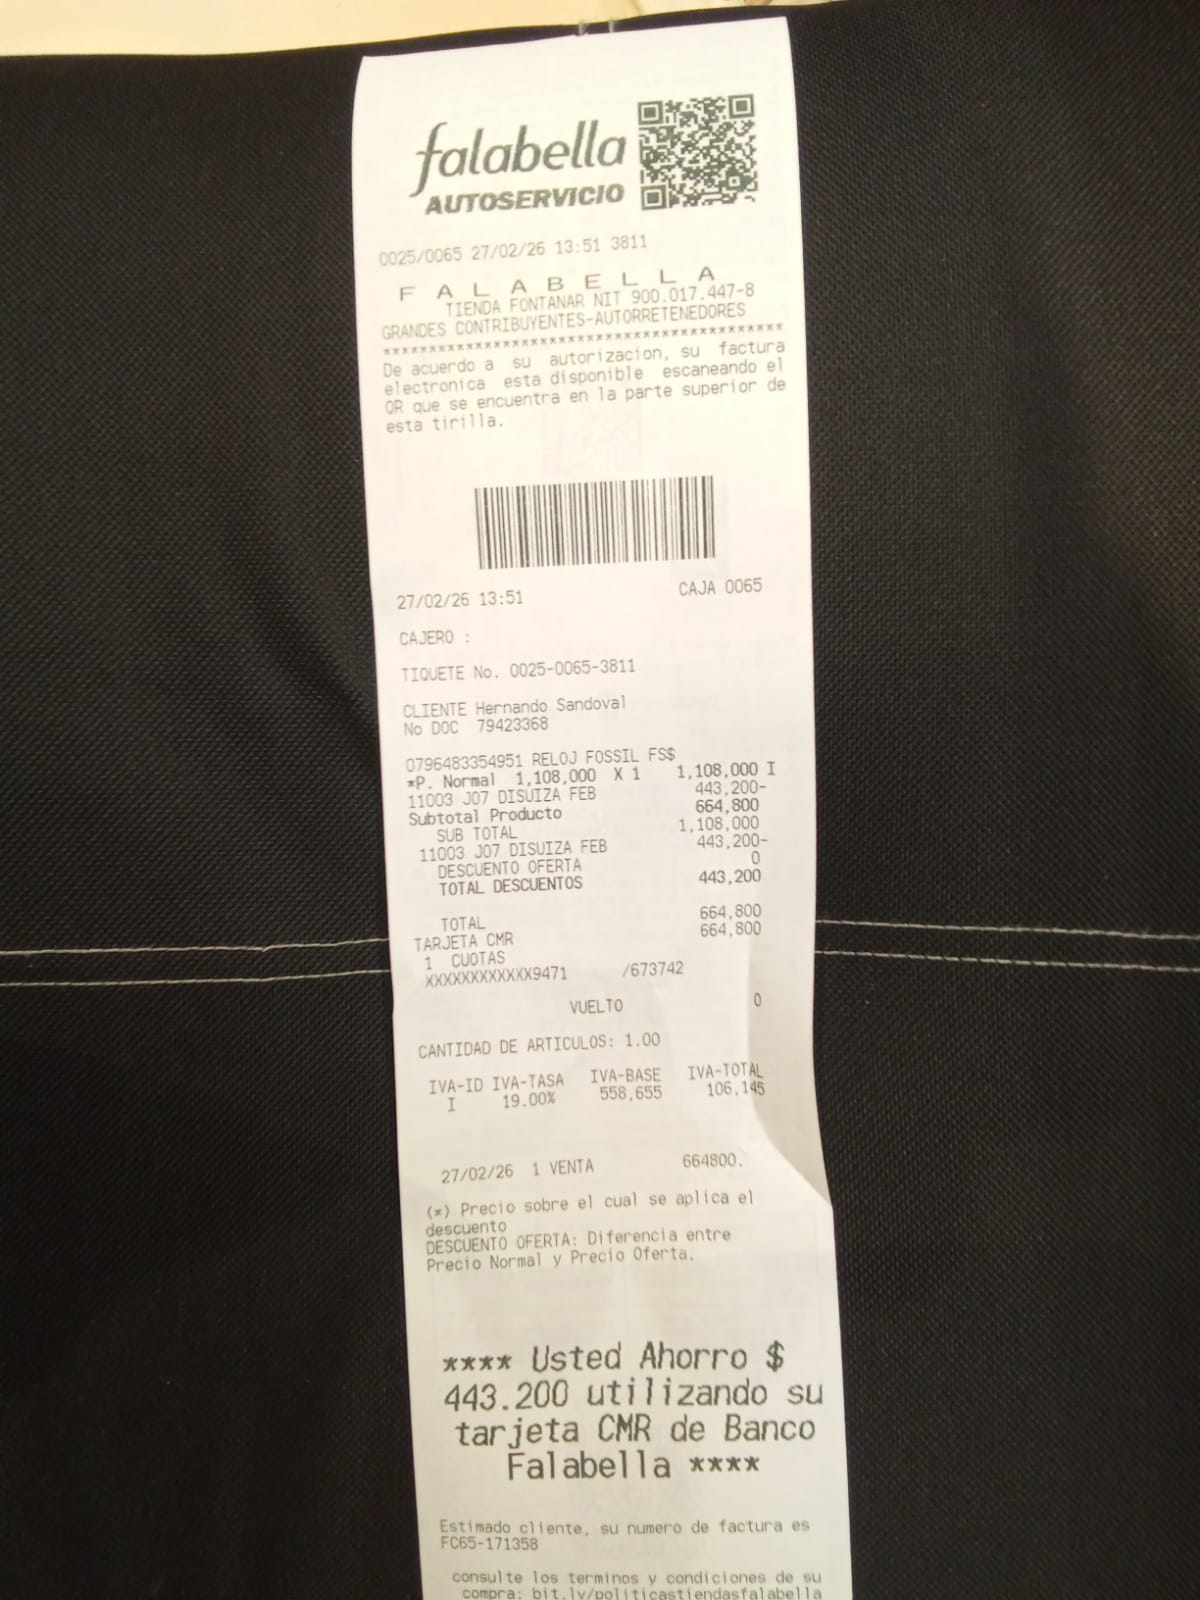 falabella
AUTOSERVICIO
0025/0065 27/02/26 13:51 3811
F A L A B E L L A
TIENDA FONTANAR NIT 900.017.447-8
GRANDES CONTRIBUYENTES-AUTORRETENEDORES
********************************************
De acuerdo a su autorizacion, su factura
electronica esta disponible escaneando el
QR que se encuentra en la parte superior de
esta tirilla.
27/02/26 13:51 CAJA 0065
CAJERO :
TIQUETE No. 0025-0065-3811
CLIENTE Hernando Sandoval
No DOC 79423368
0796483354951 RELOJ FOSSIL FS$
*P. Normal 1,108,000 X 1 1,108,000 I
11003 J07 DISUIZA FEB 443,200-
Subtotal Producto 664,800
SUB TOTAL 1,108,000
11003 J07 DISUIZA FEB 443,200-
DESCUENTO OFERTA 0
TOTAL DESCUENTOS 443,200
TOTAL 664,800
TARJETA CMR 664,800
1 CUOTAS
XXXXXXXXXXXX9471 /673742
VUELTO 0
CANTIDAD DE ARTICULOS: 1.00
IVA-ID IVA-TASA IVA-BASE IVA-TOTAL
I 19.00% 558,655 106,145
27/02/26 1 VENTA 664800.
(*) Precio sobre el cual se aplica el
descuento
DESCUENTO OFERTA: Diferencia entre
Precio Normal y Precio Oferta.
**** Usted Ahorro $
443.200 utilizando su
tarjeta CMR de Banco
Falabella ****
Estimado cliente, su numero de factura es
FC65-171358
consulte los terminos y condiciones de su
compra: bit.ly/politicastiendasfalabella